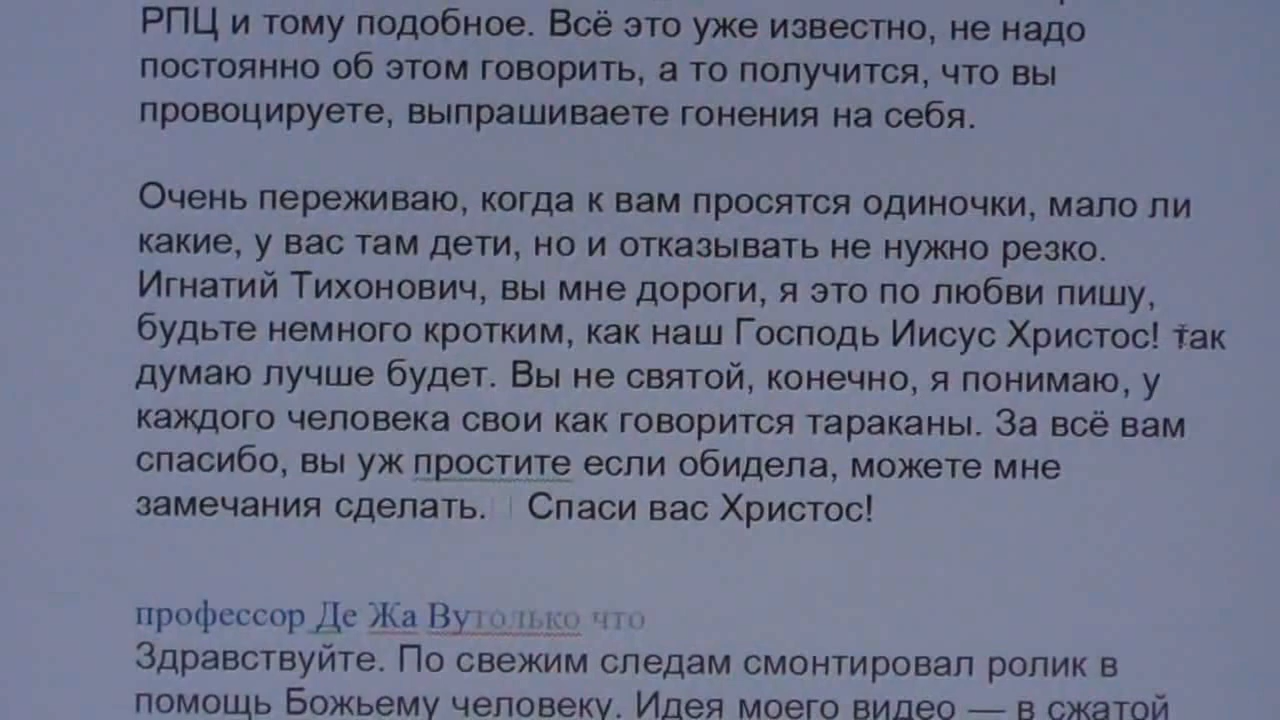 РПЦ и тому подобное. Всё это уже известно, не надо
постоянно об этом говорить, а то получится, что вы
провоцируете, выпрашиваете гонения на себя.
Очень переживаю, когда к вам просятся одиночки, мало ли
какие, у вас там дети, но и отказывать не нужно резко.
Игнатий Тихонович, вы мне дороги, я это по любви пишу,
будьте немного кротким, как наш Господь Иисус Христос! так
думаю лучше будет. Вы не святой, конечно, я понимаю, у
каждого человека свои как говорится тараканы. За всё вам
спасибо, вы уж простите если обидела, можете мне
замечания сделать. Спаси вас Христос!
профессор Де Жа Вутолько что
Здравствуйте. По свежим следам смонтировал ролик в
помощь Божьему человеку. Идея моего видео — в сжатой